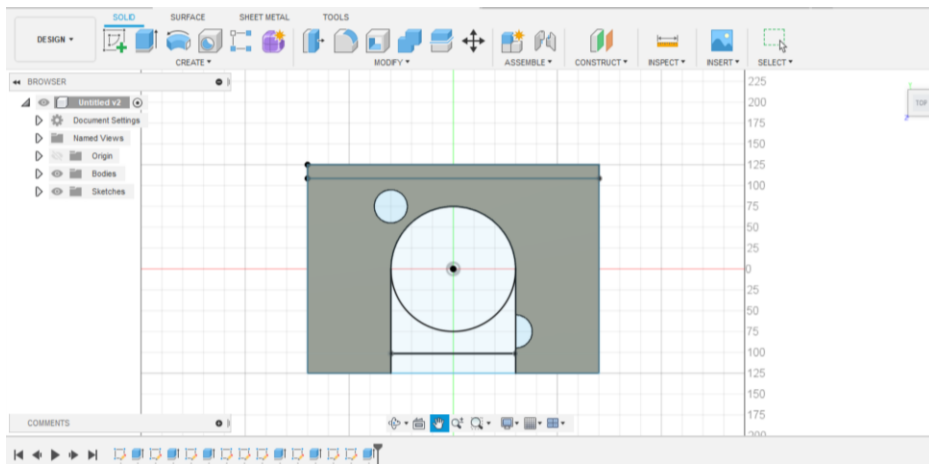 SOLID SURFACE SHEET METAL TOOLS
DESIGN ▾
CREATE ▾ MODIFY ▾ ASSEMBLE ▾ CONSTRUCT ▾ INSPECT ▾ INSERT ▾ SELECT ▾
BROWSER
Untitled v2
Document Settings
Named Views
Origin
Bodies
Sketches
TOP
225
200
175
150
125
100
75
50
25
0
25
50
75
100
125
150
175
200
COMMENTS